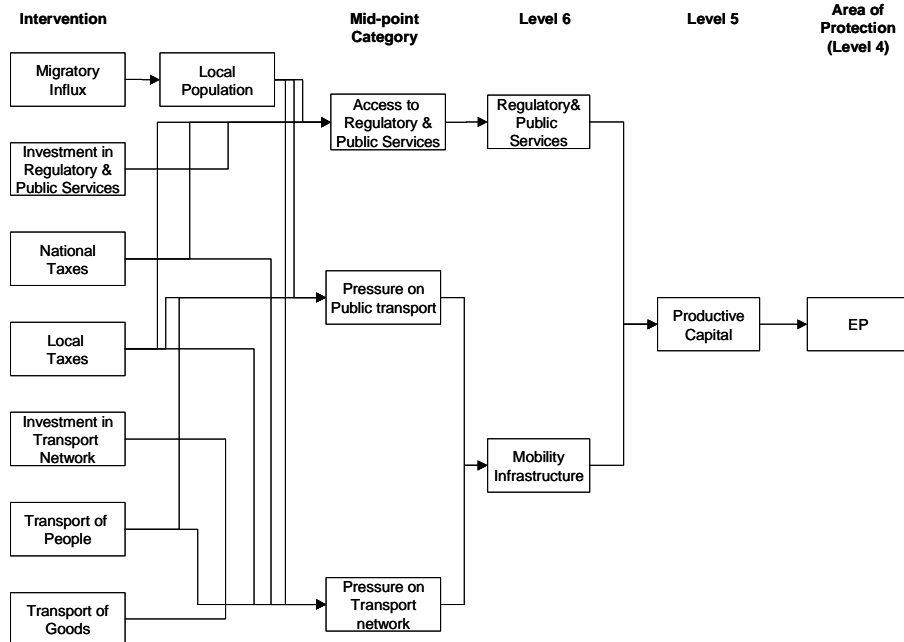 Intervention
Mid-point
Category
Level 6
Level 5
Area of
Protection
(Level 4)
Migratory
Influx
Local
Population
Access to
Regulatory &
Public Services
Regulatory&
Public
Services
Investment in
Regulatory &
Public Services
National
Taxes
Pressure on
Public transport
Local
Taxes
Productive
Capital
EP
Investment in
Transport
Network
Mobility
Infrastructure
Transport of
People
Pressure on
Transport
network
Transport of
Goods